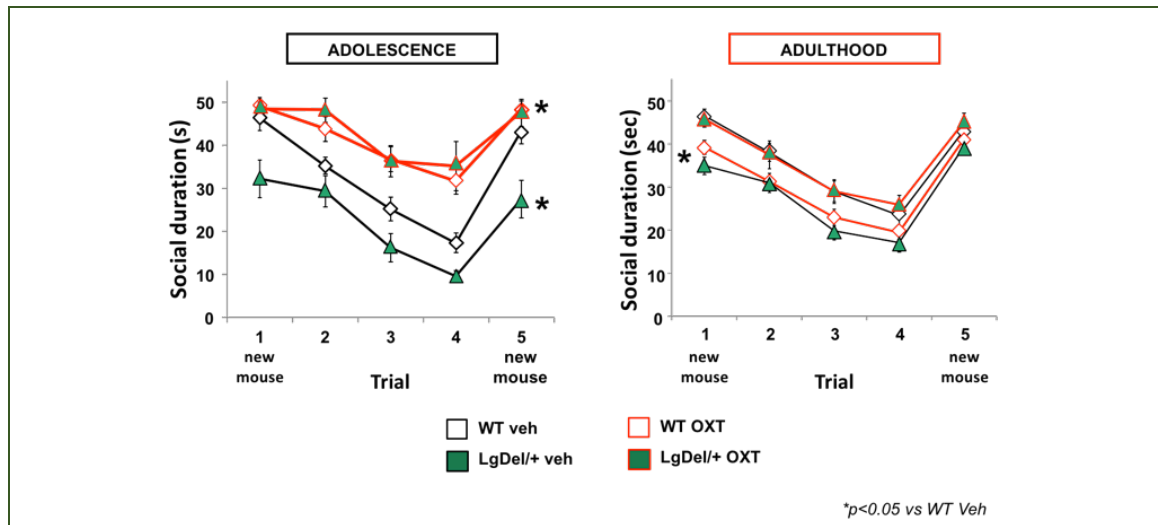 ADOLESCENCE
Social duration (s)
50
40
30
20
10
0
*
*
1 2 3 4 5
new new
mouse Trial mouse
ADULTHOOD
Social duration (sec)
50
40
30
20
10
0
*
1 2 3 4 5
new new
mouse Trial mouse
WT veh WT OXT
LgDel/+ veh LgDel/+ OXT
*p<0.05 vs WT Veh